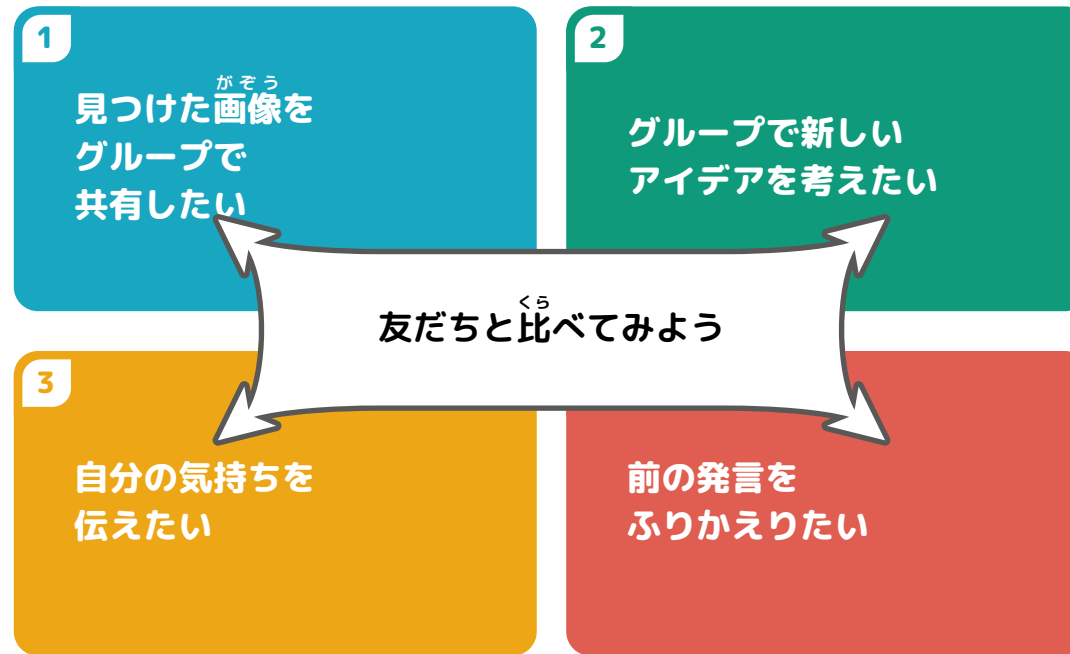 1
見つけた画像を
がぞう
グループで
共有したい
2
グループで新しい
アイデアを考えたい
友だちと比べてみよう
くら
3
自分の気持ちを
伝えたい
前の発言を
ふりかえりたい